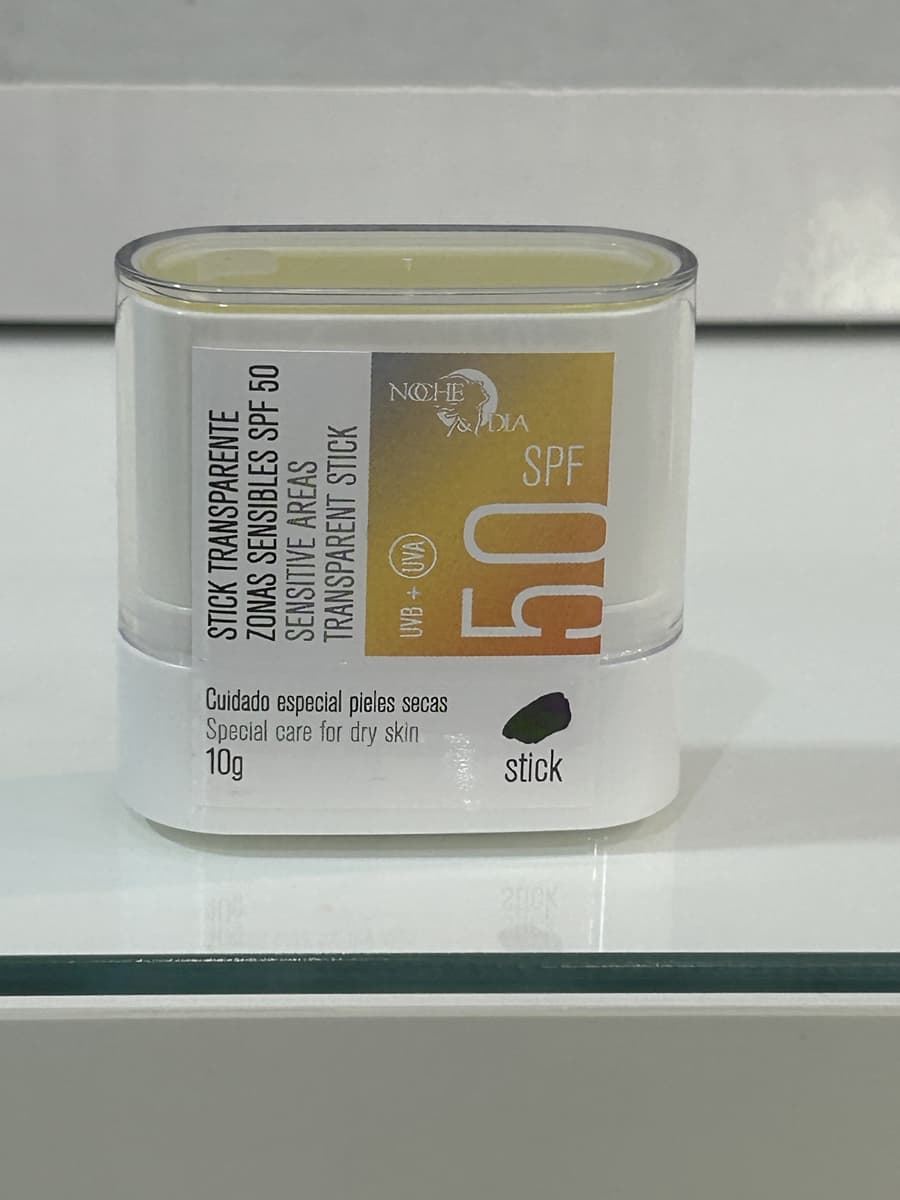 STICK TRANSPARENTE
ZONAS SENSIBLES SPF 50
SENSITIVE AREAS
TRANSPARENT STICK
NOCHE
& DIA
SPF
50
UVB + UVA
Cuidado especial pieles secas
Special care for dry skin
10g
stick